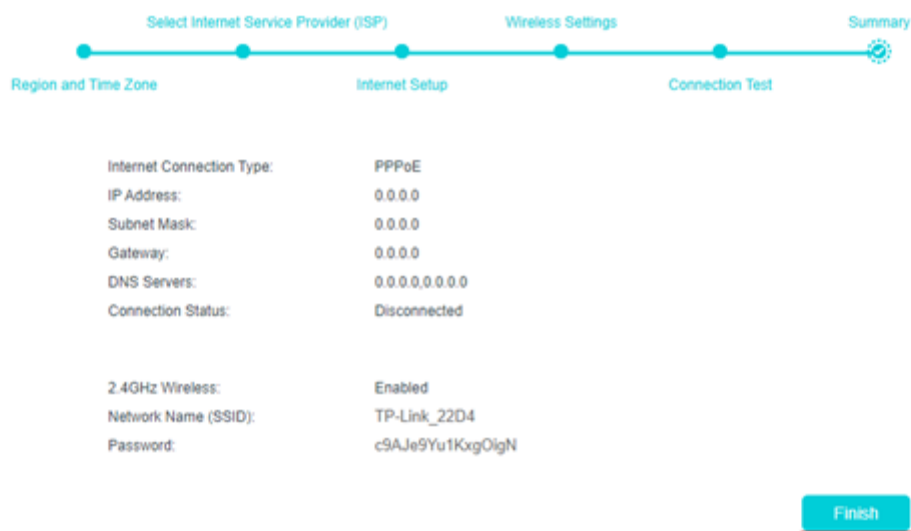 Select Internet Service Provider (ISP) Wireless Settings Summary
Region and Time Zone Internet Setup Connection Test
Internet Connection Type: PPPoE
IP Address: 0.0.0.0
Subnet Mask: 0.0.0.0
Gateway: 0.0.0.0
DNS Servers: 0.0.0.0,0.0.0.0
Connection Status: Disconnected
2.4GHz Wireless: Enabled
Network Name (SSID): TP-Link_22D4
Password: c9AJe9Yu1KxgOigN
Finish